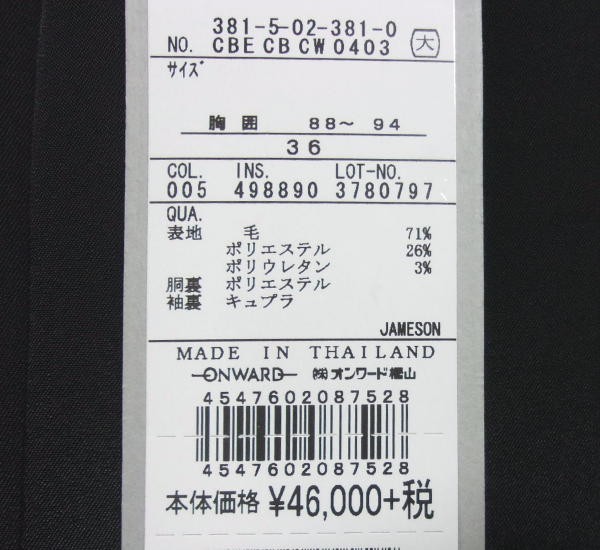 381-5-02-381-0
NO. CBE CB CW 0403 大
サイズ
胸囲 88～94
36
COL. INS. LOT-NO.
005 498890 3780797
QUA.
表地 毛 71%
ポリエステル 26%
ポリウレタン 3%
胴裏 ポリエステル
袖裏 キュプラ
JAMESON
MADE IN THAILAND
ONWARD ㈱オンワード樫山
4547602087528
4547602087528
本体価格 ¥46,000+税